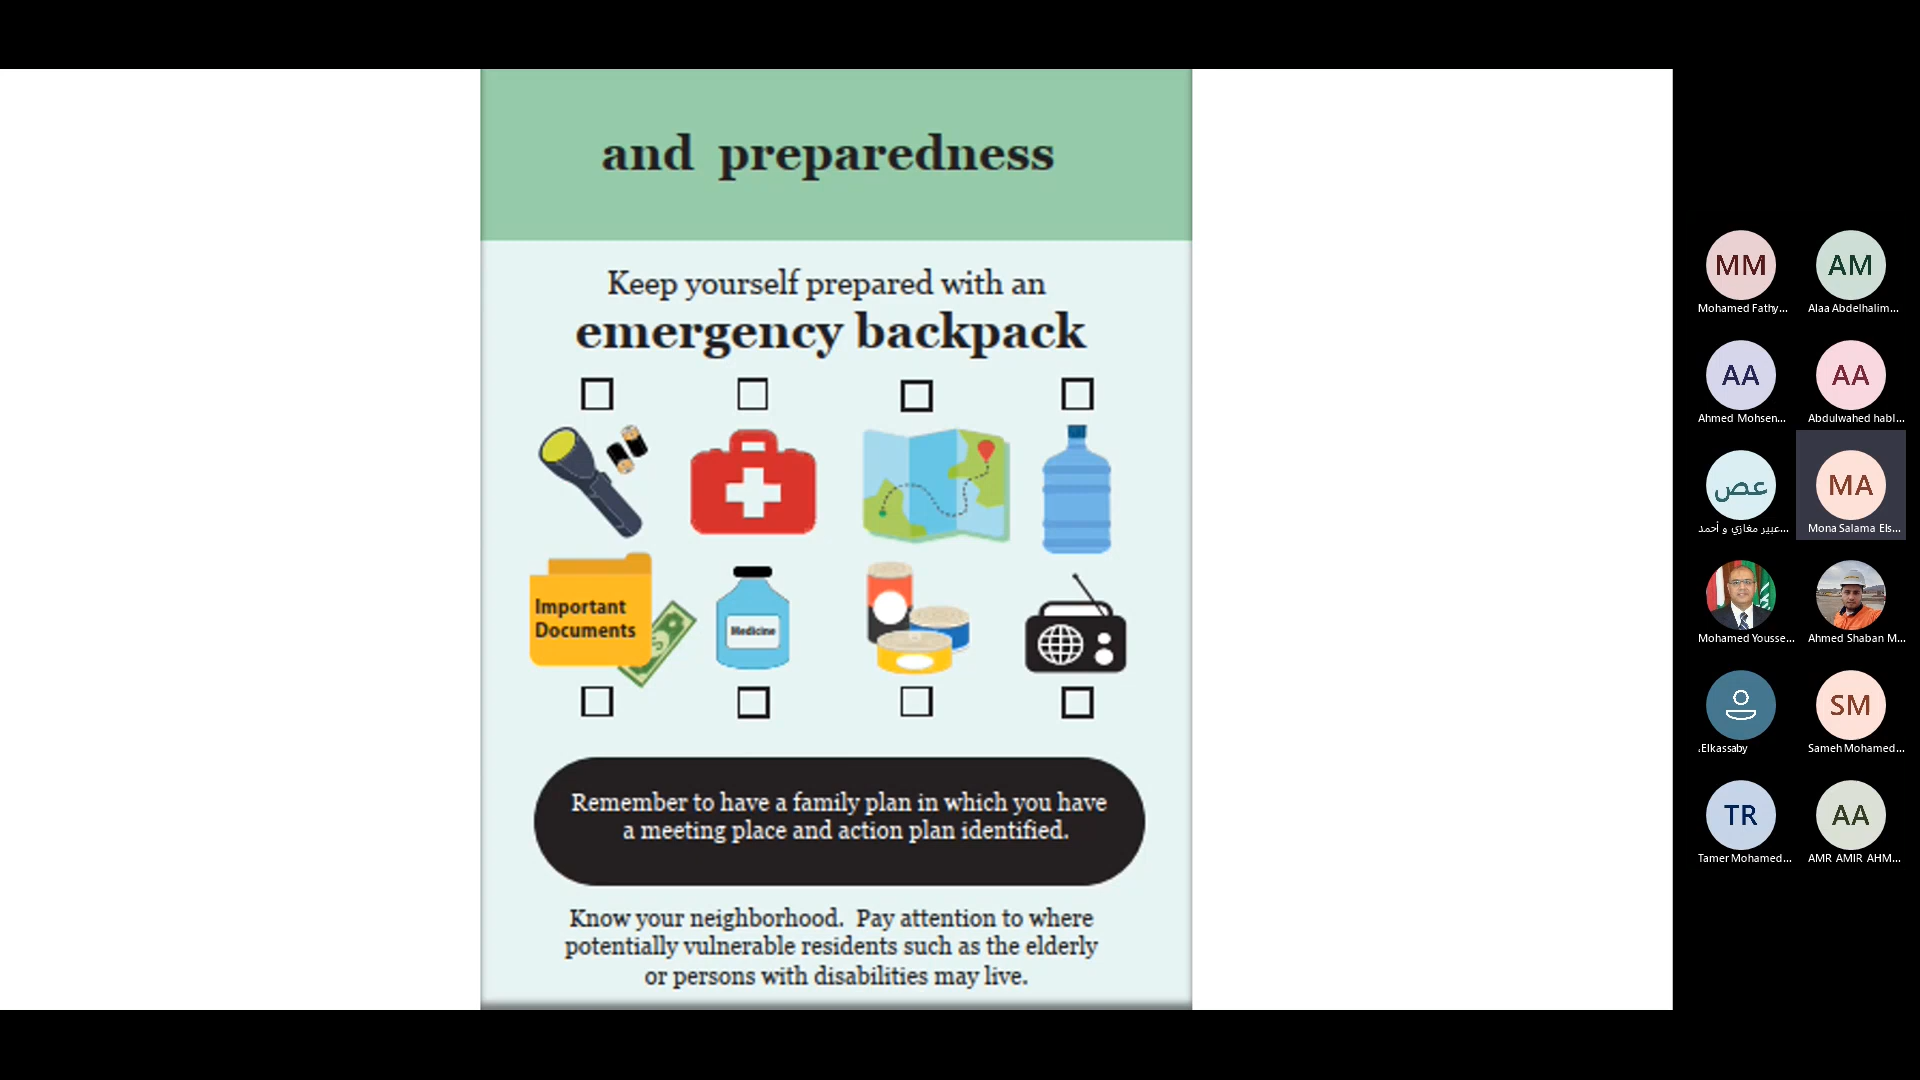 and preparedness
Keep yourself prepared with an
emergency backpack
Important
Documents
Medicine
Remember to have a family plan in which you have
a meeting place and action plan identified.
Know your neighborhood. Pay attention to where
potentially vulnerable residents such as the elderly
or persons with disabilities may live.
MM
AM
Mohamed Fathy...
Alaa Abdelhalim...
AA
AA
Ahmed Mohsen...
Abdulwahed habl...
عص
MA
عبير مغازي و أحمد...
Mona Salama Els...
Mohamed Yousse...
Ahmed Shaban M...
SM
.Elkassaby
Sameh Mohamed...
TR
AA
Tamer Mohamed...
AMR AMIR AHM...